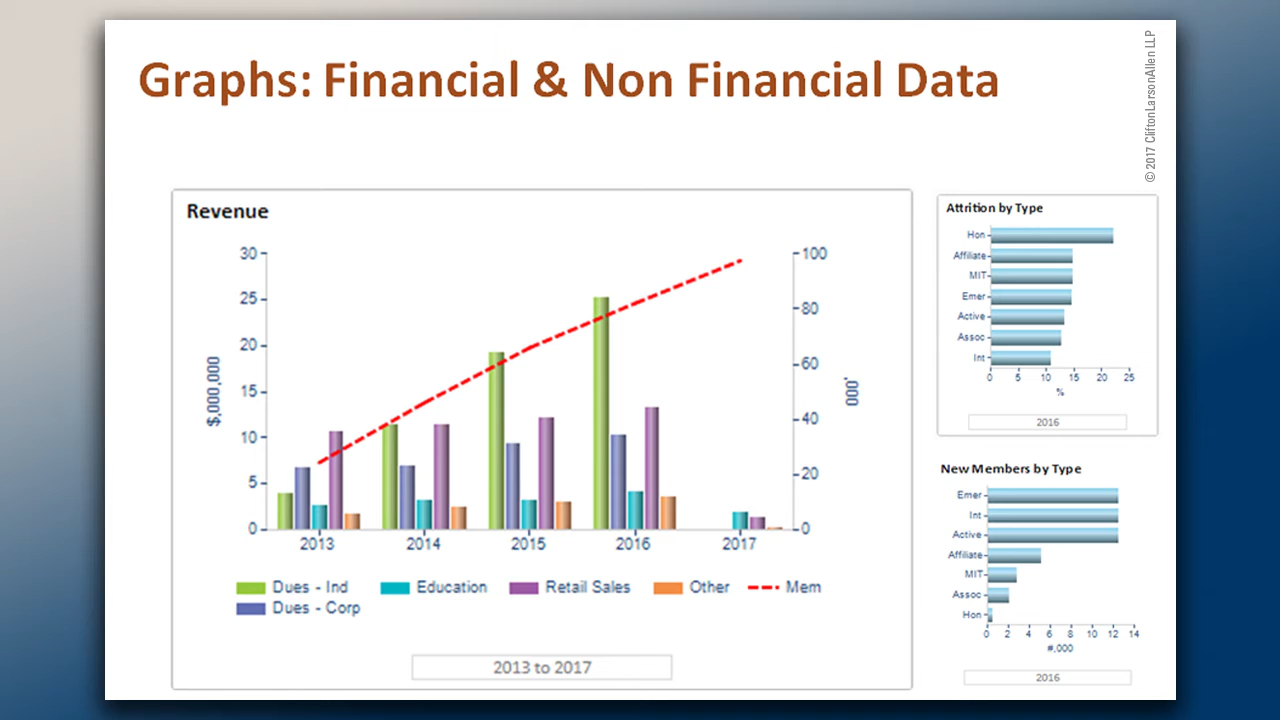 Graphs: Financial & Non Financial Data
© 2017 CliftonLarsonAllen LLP
Revenue
30
25
20
15
10
5
0
$,000,000
100
80
60
40
20
0
,000
2013 2014 2015 2016 2017
Dues - Ind Education Retail Sales Other Mem
Dues - Corp
2013 to 2017
Attrition by Type
Hon
Affiliate
MIT
Emer
Active
Assoc
Int
0 5 10 15 20 25
%
2016
New Members by Type
Emer
Int
Active
Affiliate
MIT
Assoc
Hon
0 2 4 6 8 10 12 14
#,000
2016